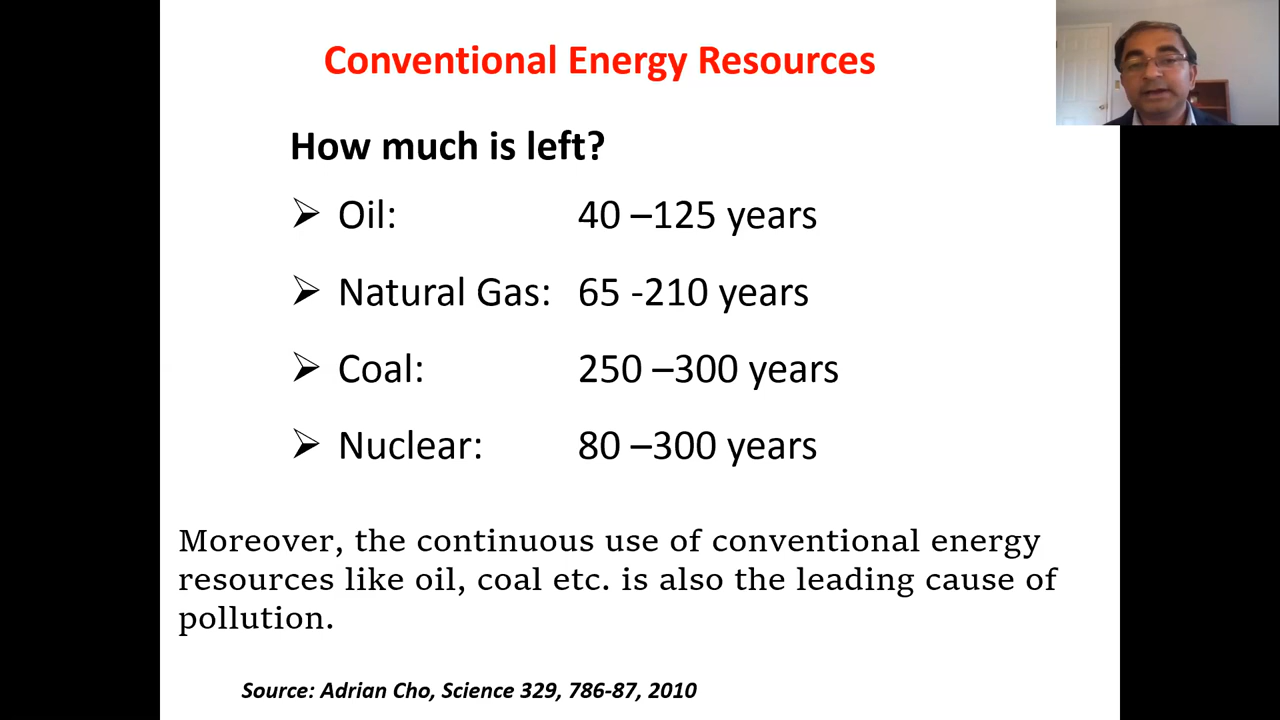 Conventional Energy Resources
How much is left?
➢ Oil: 40 –125 years
➢ Natural Gas: 65 -210 years
➢ Coal: 250 –300 years
➢ Nuclear: 80 –300 years
Moreover, the continuous use of conventional energy
resources like oil, coal etc. is also the leading cause of
pollution.
Source: Adrian Cho, Science 329, 786-87, 2010